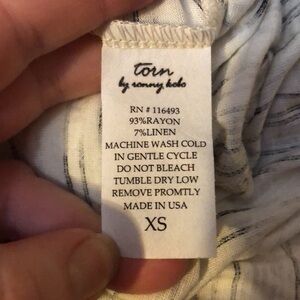 torn
by ronny kobo
RN # 116493
93%RAYON
7%LINEN
MACHINE WASH COLD
IN GENTLE CYCLE
DO NOT BLEACH
TUMBLE DRY LOW
REMOVE PROMTLY
MADE IN USA
XS